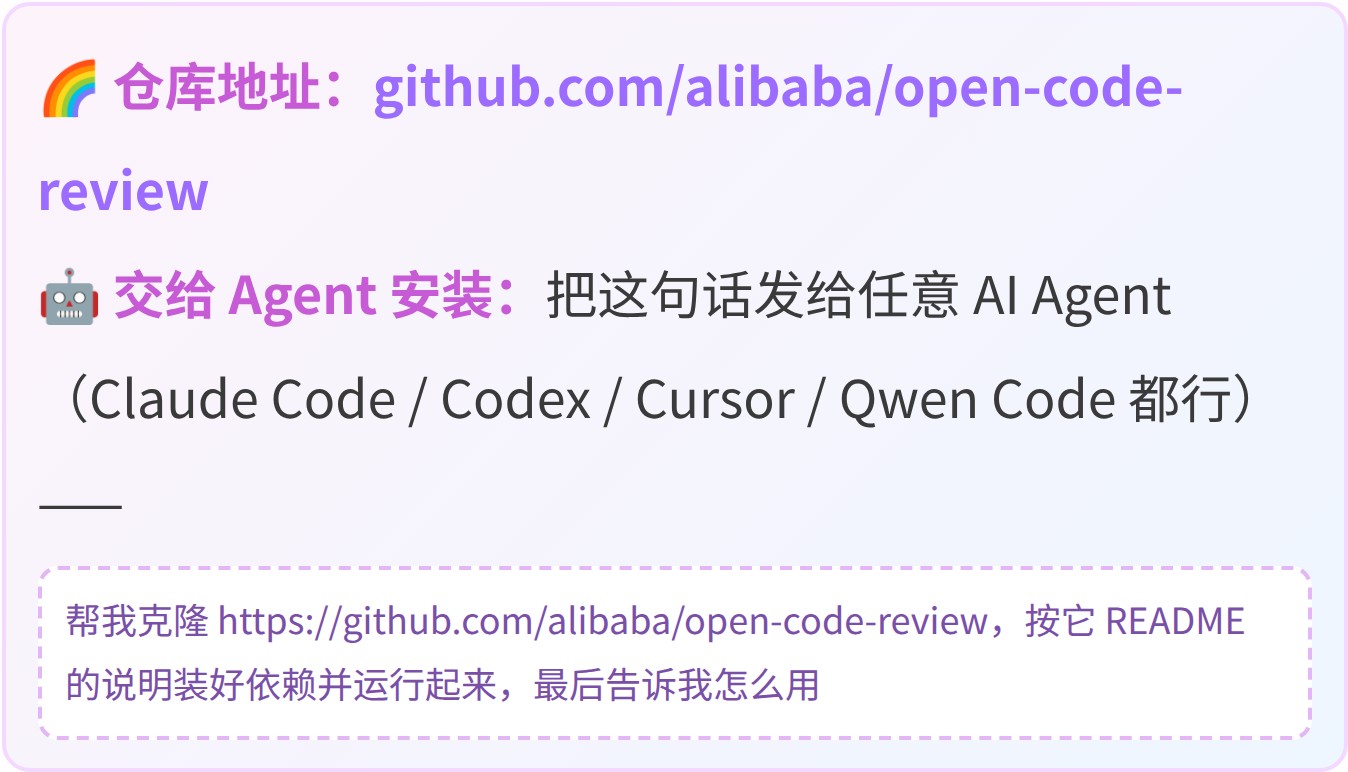 🌈 仓库地址：github.com/alibaba/open-code-
review
🤖 交给 Agent 安装：把这句话发给任意 AI Agent
（Claude Code / Codex / Cursor / Qwen Code 都行）
——
帮我克隆 https://github.com/alibaba/open-code-review，按它 README
的说明装好依赖并运行起来，最后告诉我怎么用